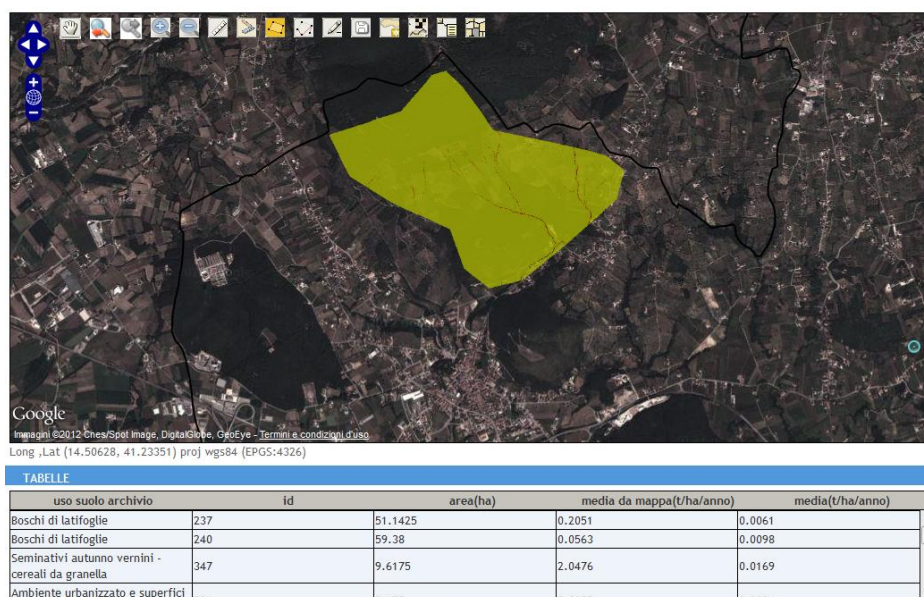 Google
Immagini ©2012 Cnes/Spot Image, DigitalGlobe, GeoEye - Termini e condizioni d'uso
Long ,Lat (14.50628, 41.23351) proj wgs84 (EPGS:4326)
TABELLE
uso suolo archivio id area(ha) media da mappa(t/ha/anno) media(t/ha/anno)
Boschi di latifoglie 237 51.1425 0.2051 0.0061
Boschi di latifoglie 240 59.38 0.0563 0.0098
Seminativi autunno vernini -
cereali da granella 347 9.6175 2.0476 0.0169
Ambiente urbanizzato e superfici